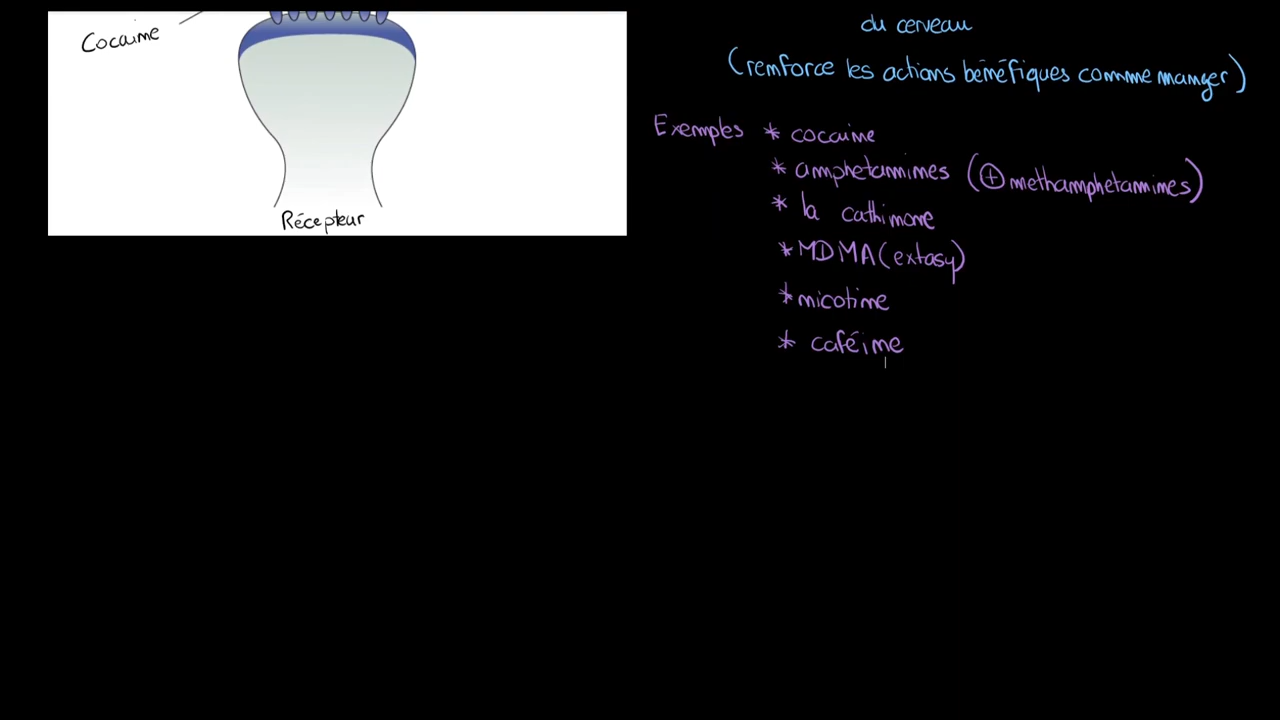 Cocaine
Récepteur
du cerveau
(renforce les actions bénéfiques comme manger)
Exemples * cocaine
* amphetamines (+ methamphetamines)
* la cathinone
* MDMA (extasy)
* nicotine
* caféine